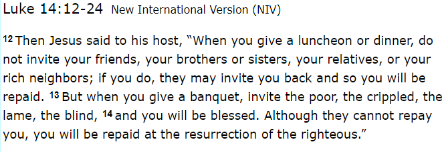 Luke 14:12-24 New International Version (NIV)
12 Then Jesus said to his host, “When you give a luncheon or dinner, do
not invite your friends, your brothers or sisters, your relatives, or your
rich neighbors; if you do, they may invite you back and so you will be
repaid. 13 But when you give a banquet, invite the poor, the crippled, the
lame, the blind, 14 and you will be blessed. Although they cannot repay
you, you will be repaid at the resurrection of the righteous.”